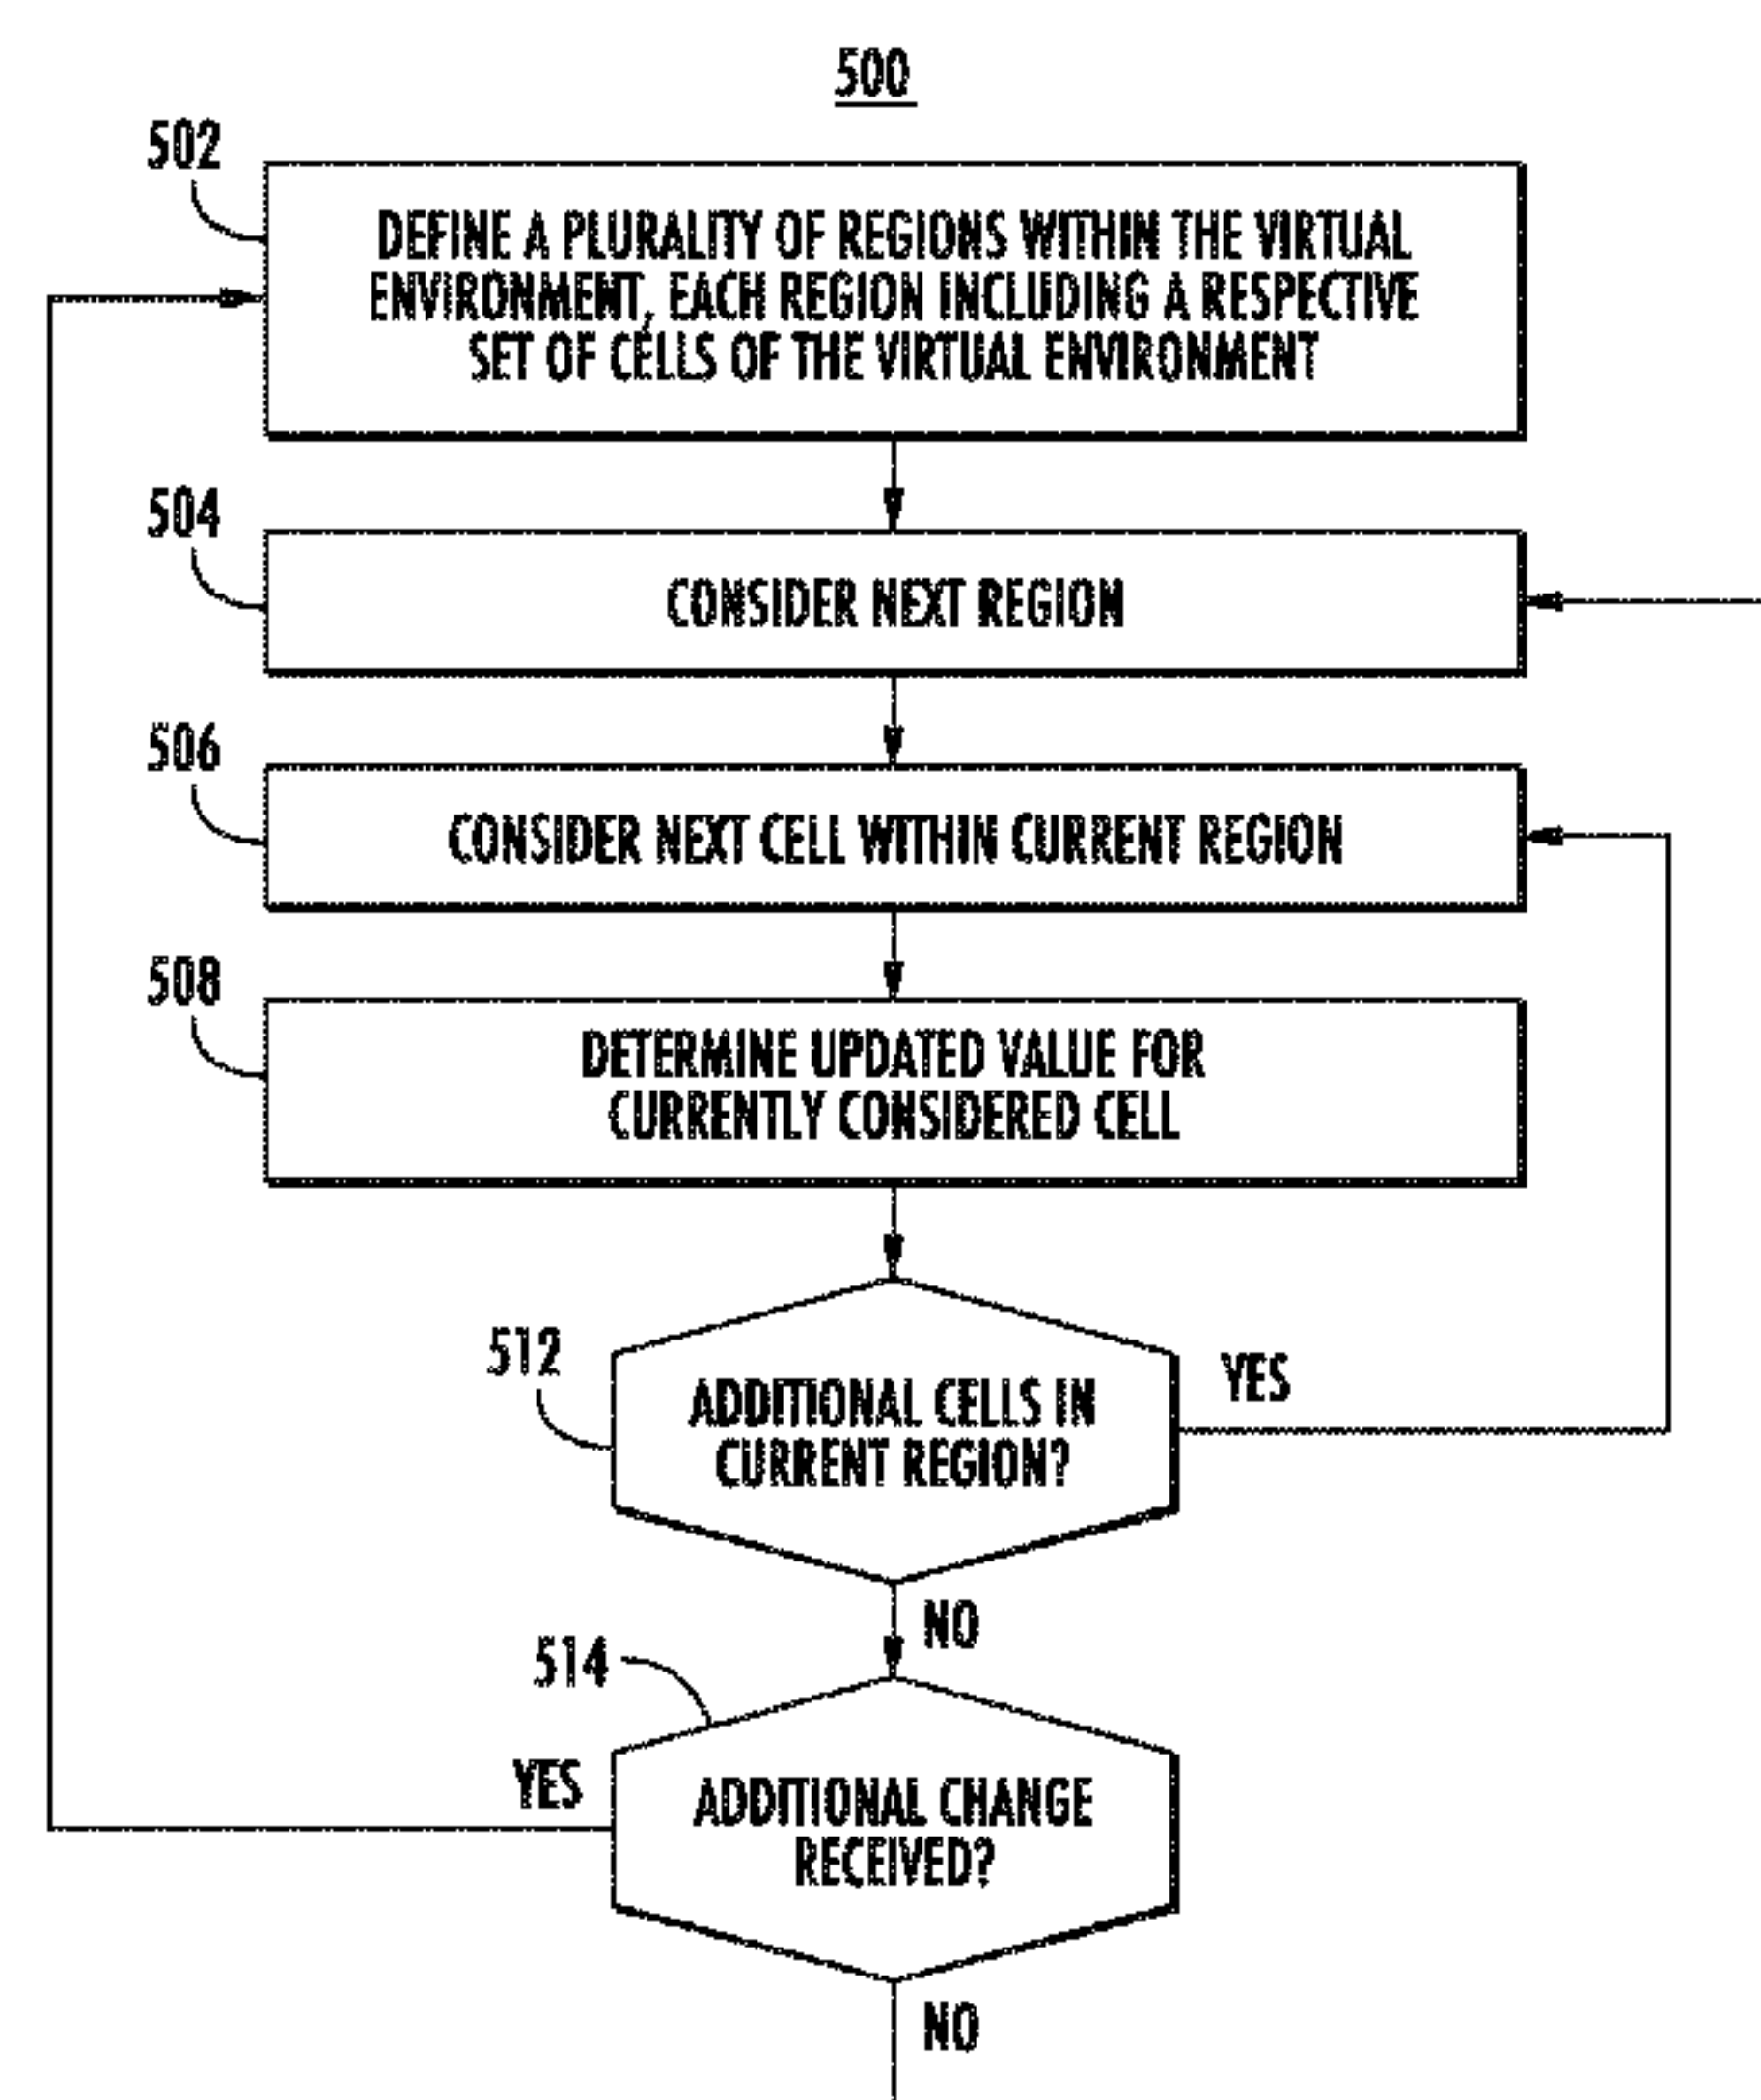 500
502
DEFINE A PLURALITY OF REGIONS WITHIN THE VIRTUAL
ENVIRONMENT, EACH REGION INCLUDING A RESPECTIVE
SET OF CELLS OF THE VIRTUAL ENVIRONMENT
504
CONSIDER NEXT REGION
506
CONSIDER NEXT CELL WITHIN CURRENT REGION
508
DETERMINE UPDATED VALUE FOR
CURRENTLY CONSIDERED CELL
512
ADDITIONAL CELLS IN
CURRENT REGION?
YES
NO
514
YES
ADDITIONAL CHANGE
RECEIVED?
NO